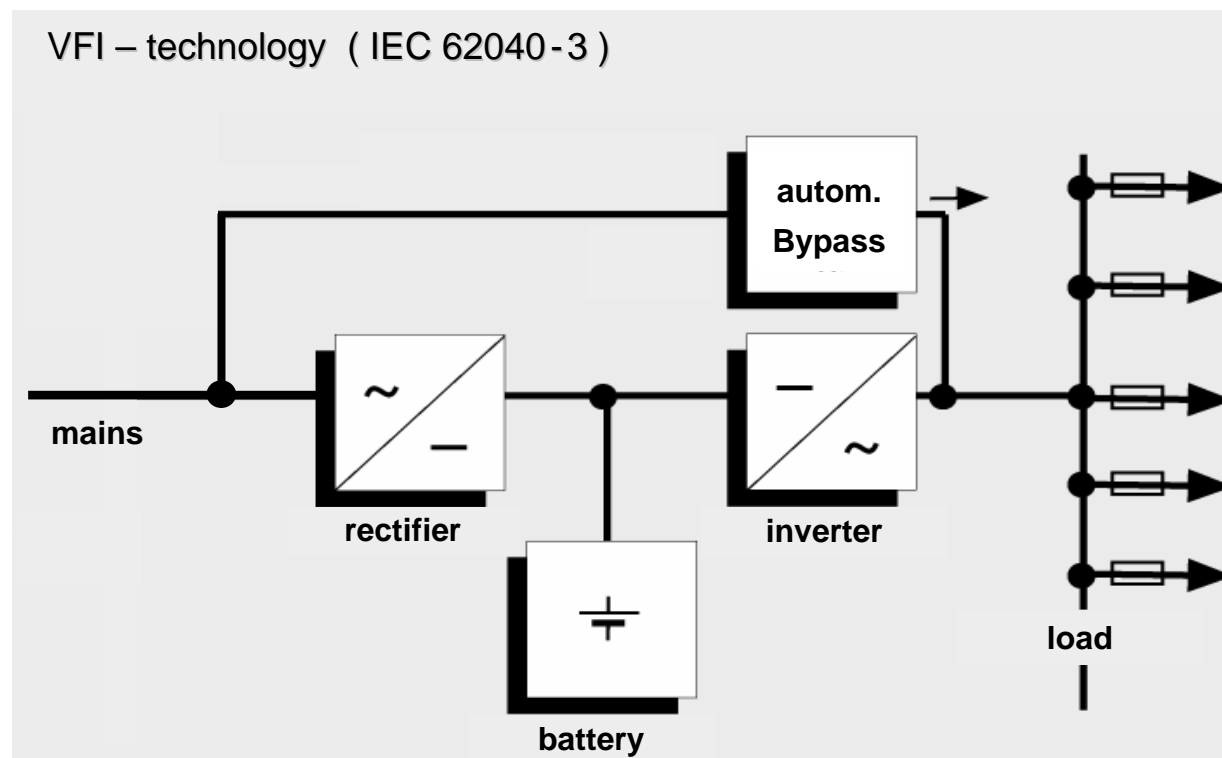 VFI – technology ( IEC 62040-3 )
autom.
Bypass
mains
rectifier
inverter
load
battery